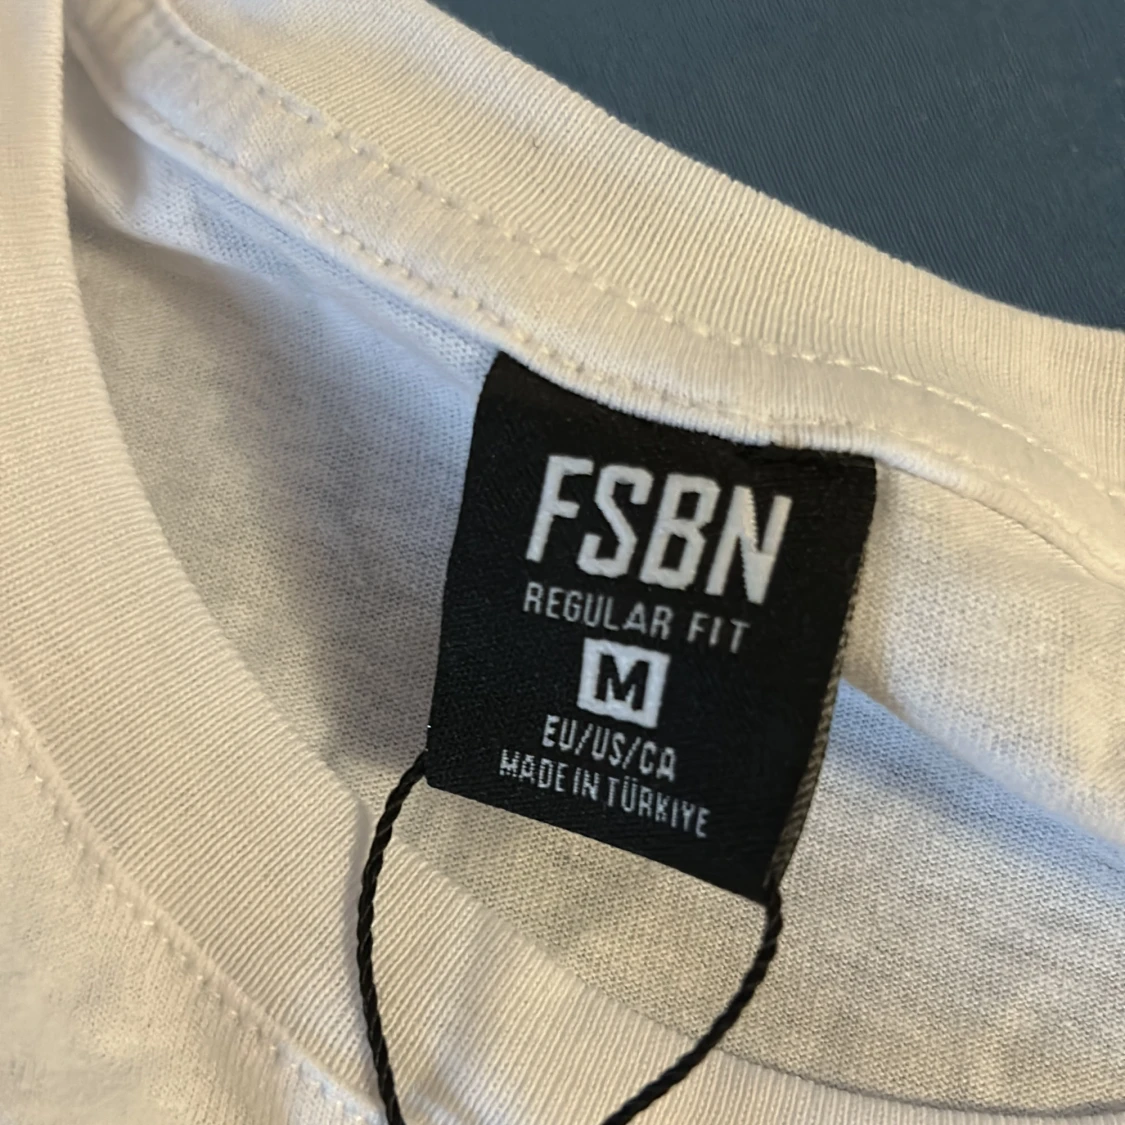 FSBN
REGULAR FIT
M
EU/US/CA
MADE IN TÜRKIYE